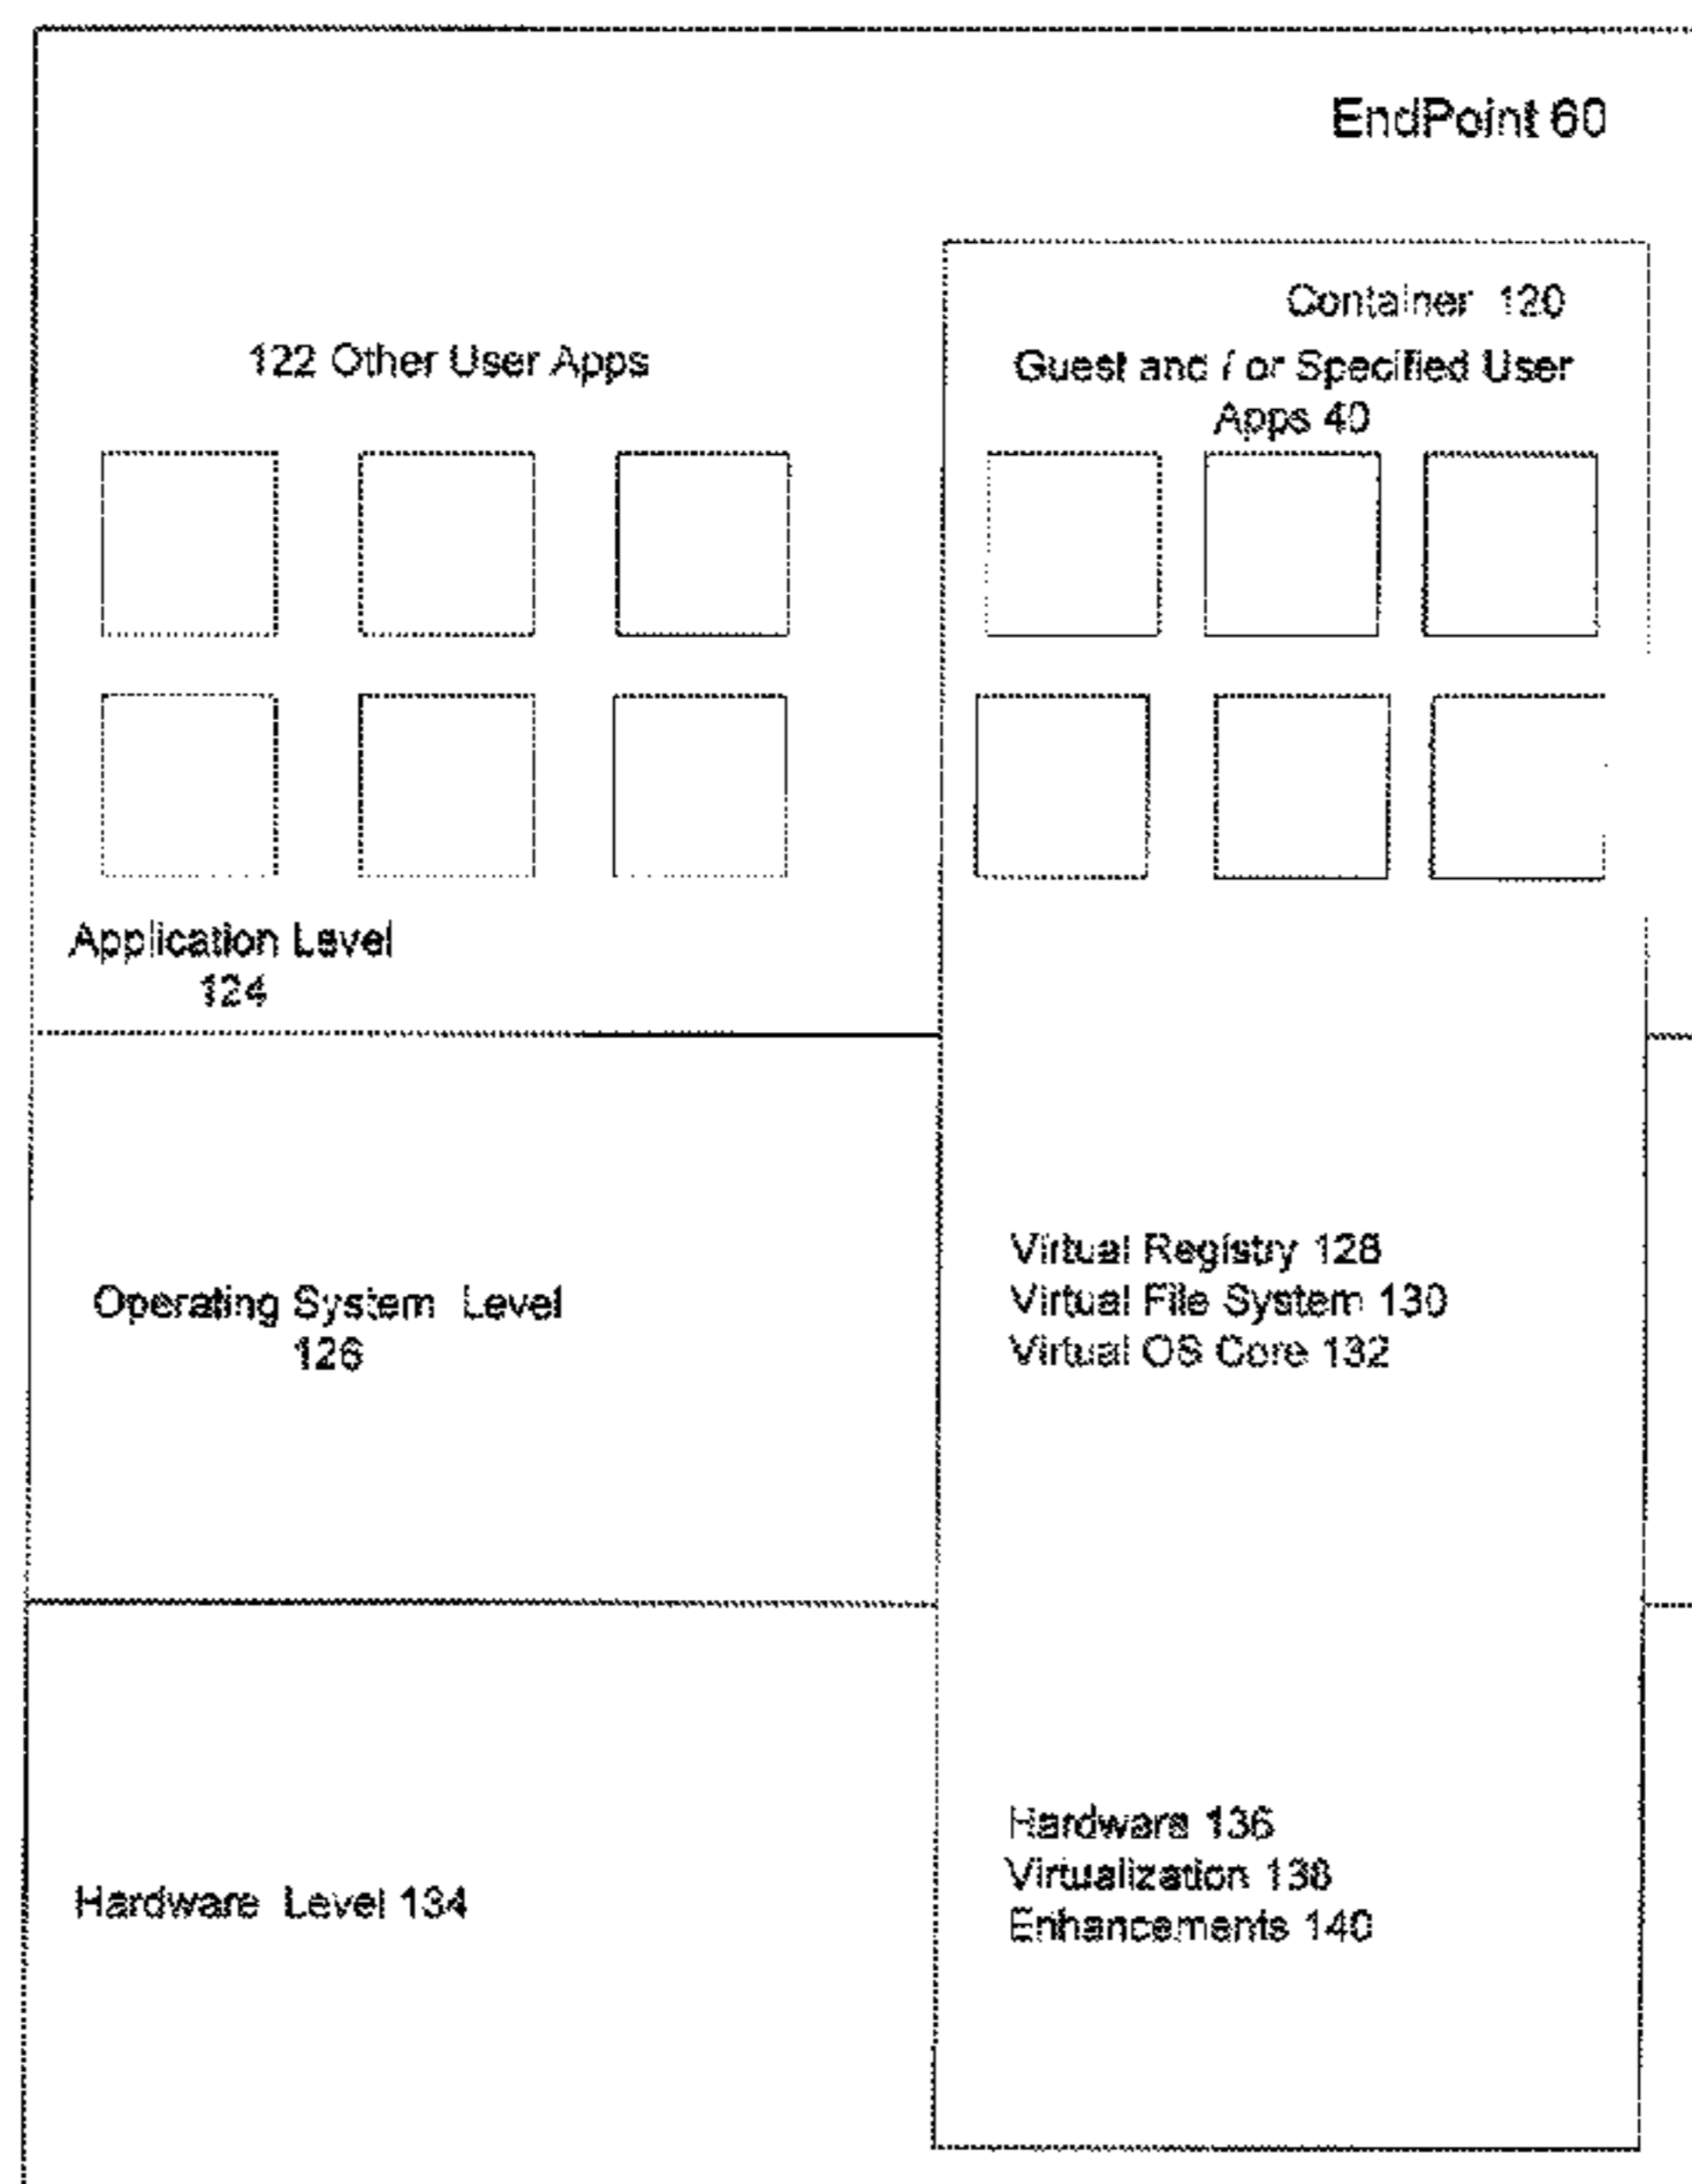 EndPoint 60
Container 120
122 Other User Apps
Guest and / or Specified User
Apps 40
Application Level
124
Operating System Level
126
Virtual Registry 128
Virtual File System 130
Virtual OS Core 132
Hardware Level 134
Hardware 136
Virtualization 138
Enhancements 140